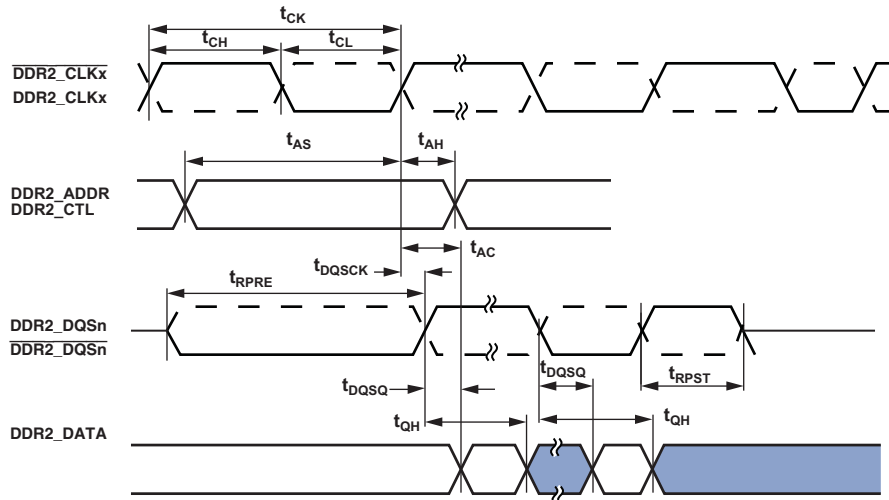 tCK
tCH tCL
DDR2_CLKx
DDR2_CLKx
tAS tAH
DDR2_ADDR
DDR2_CTL
tAC
tDQSCK
tRPRE
DDR2_DQSn
DDR2_DQSn
tDQSQ tDQSQ tRPST
tQH tQH
DDR2_DATA